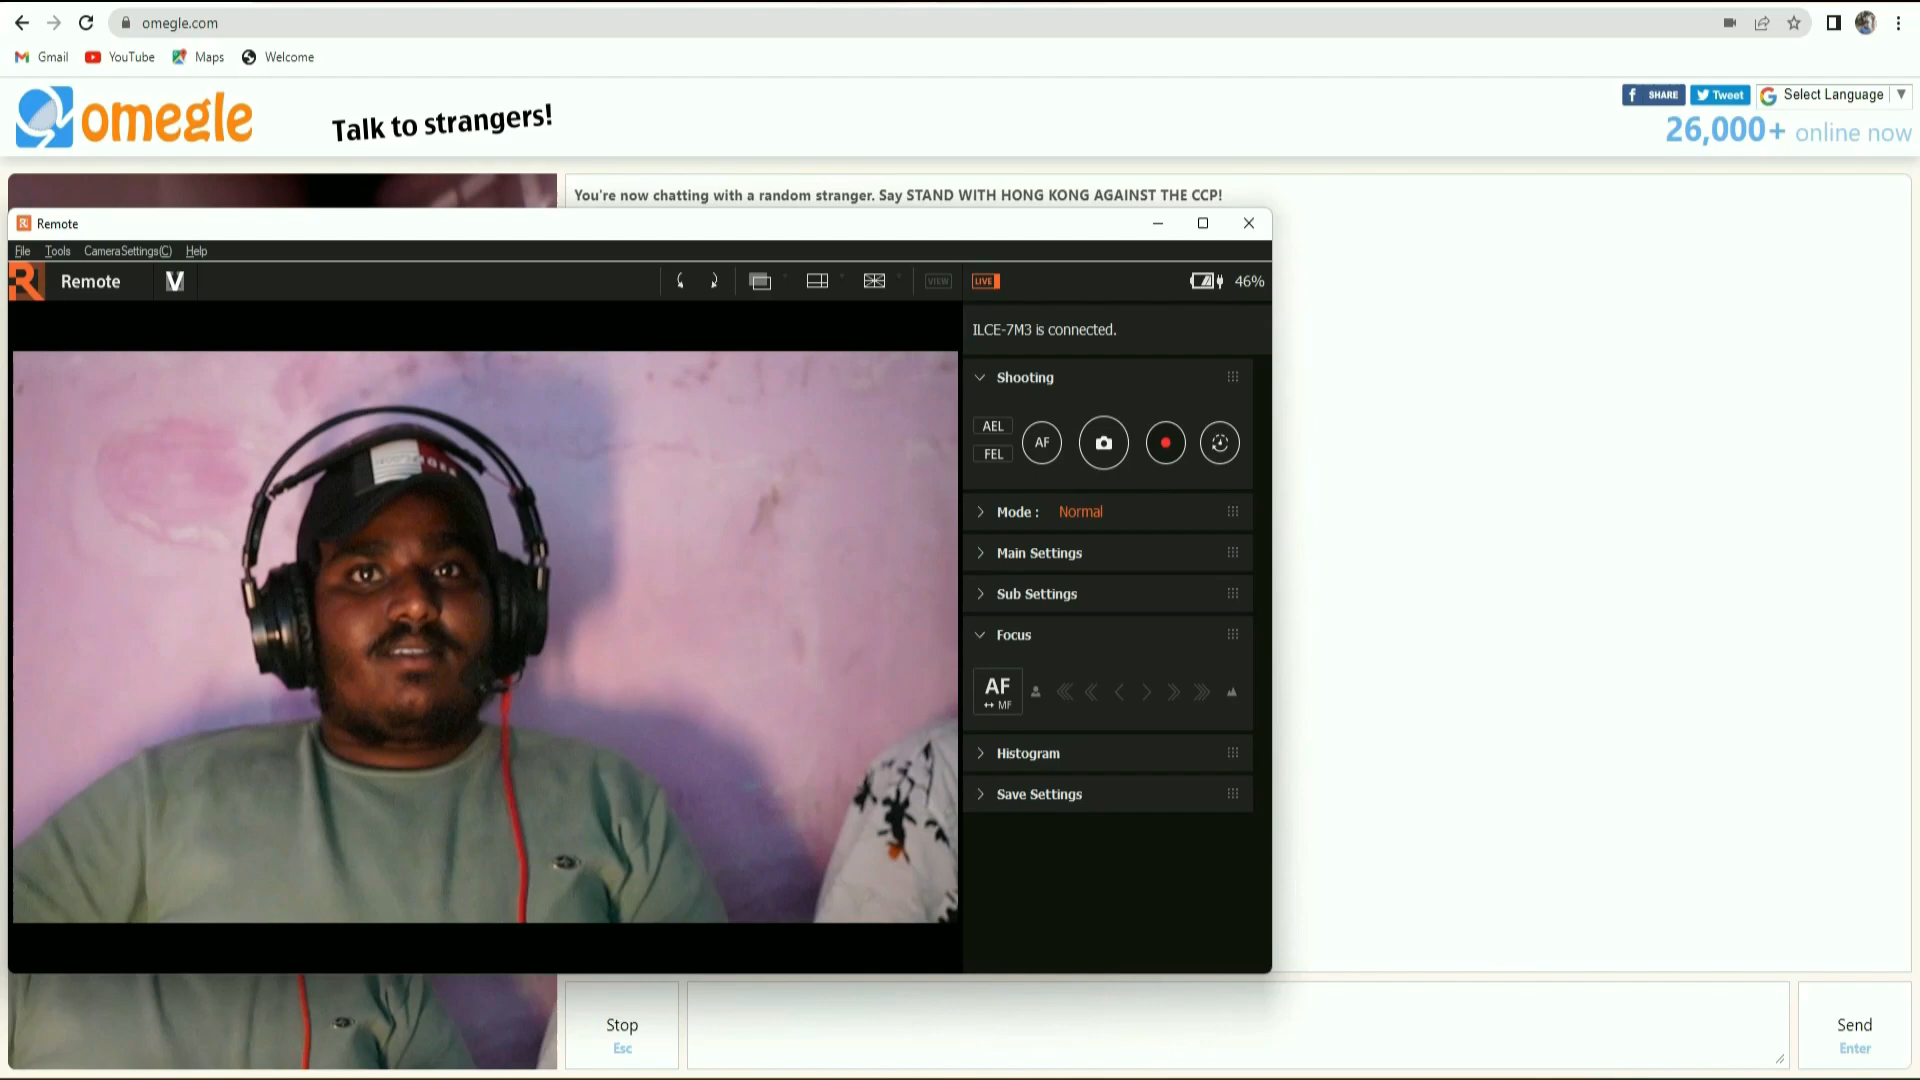 omegle.com
Gmail YouTube Maps Welcome
omegle
Talk to strangers!
SHARE Tweet Select Language
26,000+ online now
You're now chatting with a random stranger. Say STAND WITH HONG KONG AGAINST THE CCP!
Remote
File Tools CameraSettings(C) Help
R Remote V VIEW LIVE 46%
ILCE-7M3 is connected.
Shooting
AEL
FEL
AF
Mode : Normal
Main Settings
Sub Settings
Focus
AF
↔ MF
Histogram
Save Settings
Stop
Esc
Send
Enter